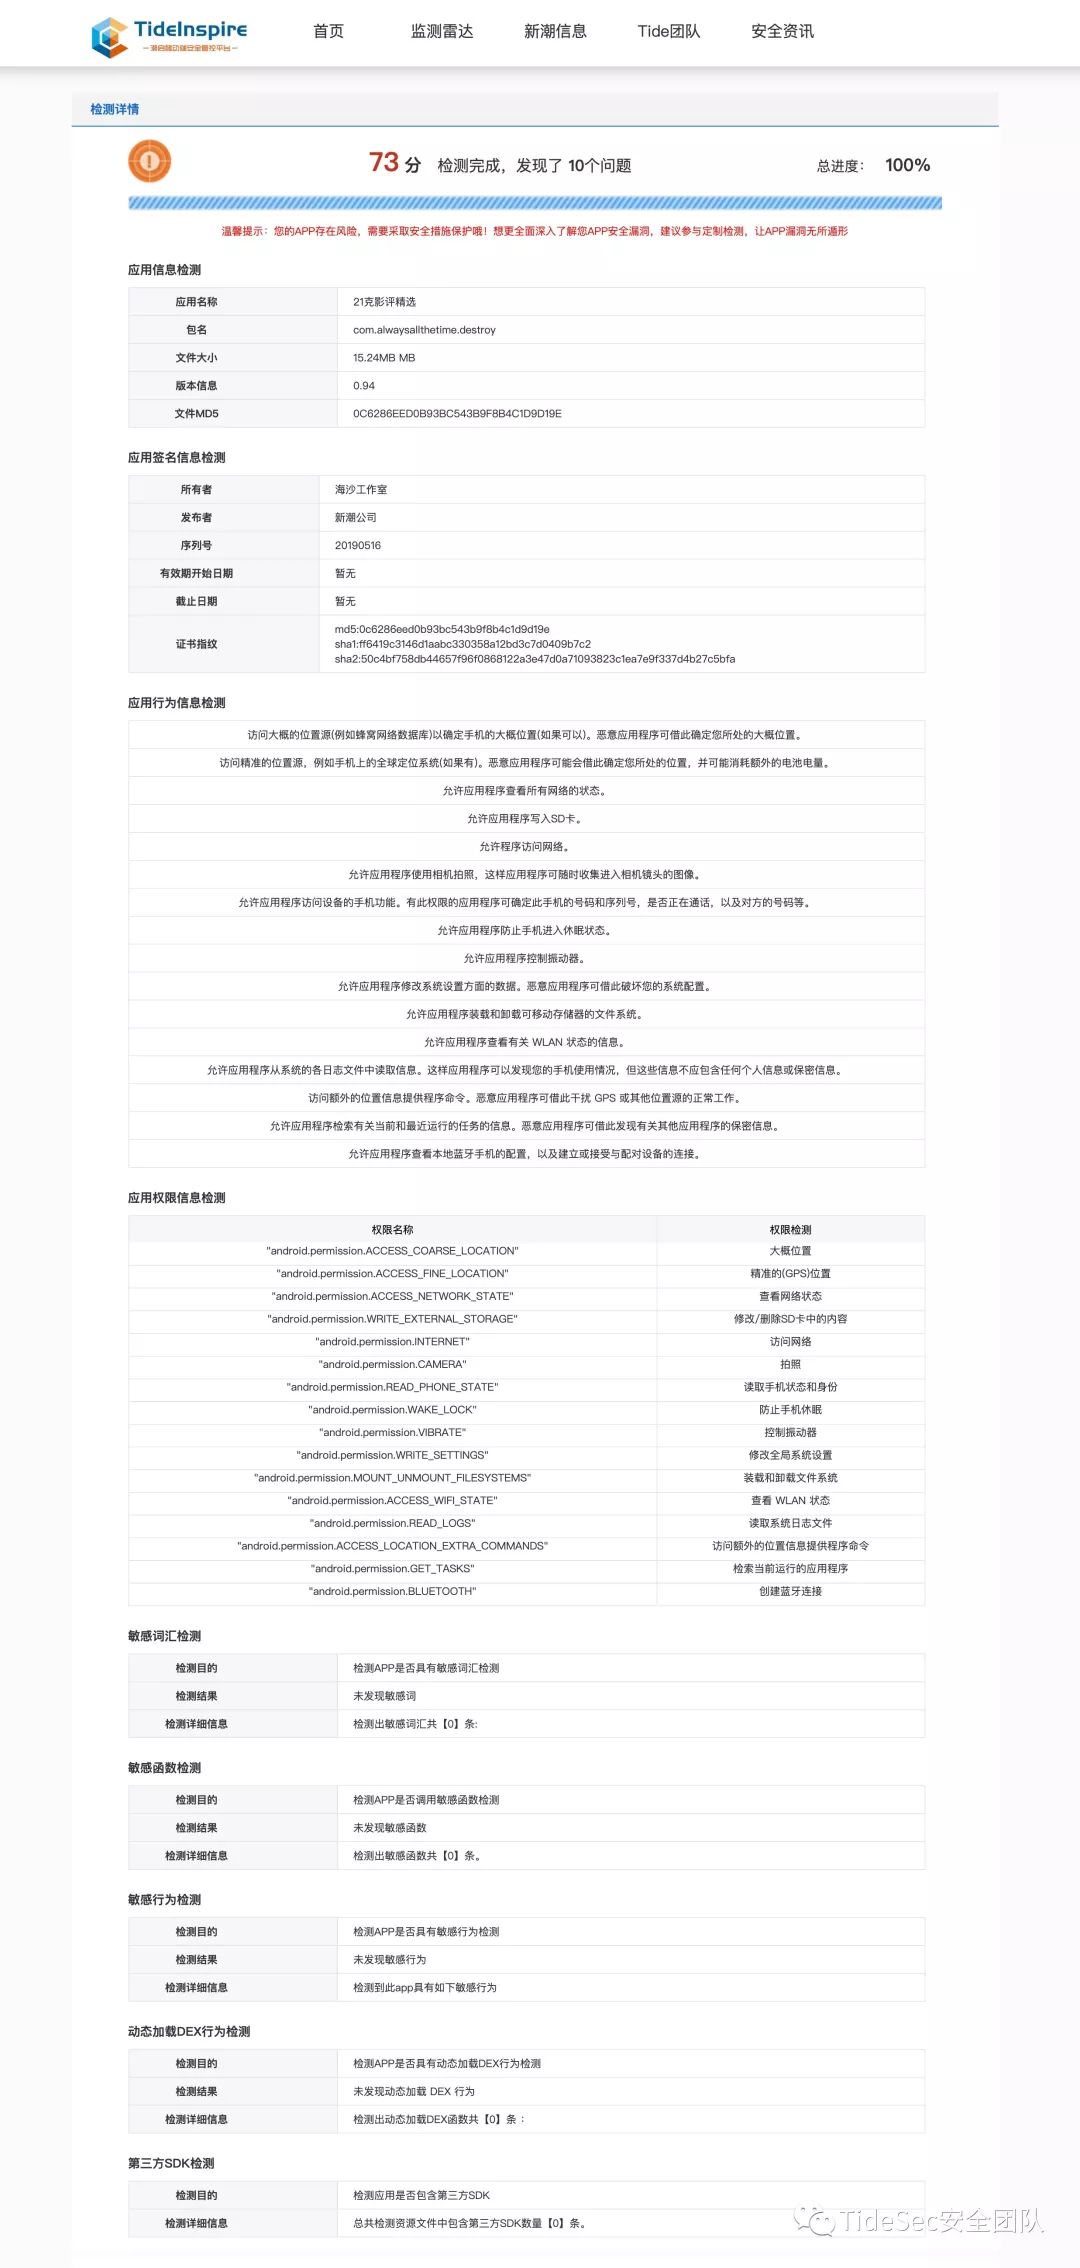 TideInspire
首页 监测雷达 新潮信息 Tide团队 安全资讯
检测详情
73 分 检测完成，发现了 10个问题 总进度： 100%
温馨提示：您的APP存在风险，需要采取安全措施保护哦！想更全面深入了解您APP安全漏洞，建议参与定制检测，让APP漏洞无所遁形
应用信息检测
应用名称 21克影评精选
包名 com.alwaysallthetime.destroy
文件大小 15.24MB MB
版本信息 0.94
文件MD5 0C6286EED0B93BC543B9F8B4C1D9D19E
应用签名信息检测
所有者 海沙工作室
发布者 新潮公司
序列号 20190516
有效期开始日期 暂无
截止日期 暂无
证书指纹
md5:0c6286eed0b93bc543b9f8b4c1d9d19e
sha1:ff6419c3146d1aabc330358a12bd3c7d0409b7c2
sha2:50c4bf758db44657f96f0868122a3e47d0a71093823c1ea7e9f337d4b27c5bfa
应用行为信息检测
访问大概的位置源(例如蜂窝网络数据库)以确定手机的大概位置(如果可以)。恶意应用程序可借此确定您所处的大概位置。
访问精准的位置源，例如手机上的全球定位系统(如果有)。恶意应用程序可能会借此确定您所处的位置，并可能消耗额外的电池电量。
允许应用程序查看所有网络的状态。
允许应用程序写入SD卡。
允许程序访问网络。
允许应用程序使用相机拍照，这样应用程序可随时收集进入相机镜头的图像。
允许应用程序访问设备的手机功能。有此权限的应用程序可确定此手机的号码和序列号，是否正在通话，以及对方的号码等。
允许应用程序防止手机进入休眠状态。
允许应用程序控制振动器。
允许应用程序修改系统设置方面的数据。恶意应用程序可借此破坏您的系统配置。
允许应用程序装载和卸载可移动存储器的文件系统。
允许应用程序查看有关 WLAN 状态的信息。
允许应用程序从系统的各日志文件中读取信息。这样应用程序可以发现您的手机使用情况，但这些信息不应包含任何个人信息或保密信息。
访问额外的位置信息提供程序命令。恶意应用程序可借此干扰 GPS 或其他位置源的正常工作。
允许应用程序检索有关当前和最近运行的任务的信息。恶意应用程序可借此发现有关其他应用程序的保密信息。
允许应用程序查看本地蓝牙手机的配置，以及建立或接受与配对设备的连接。
应用权限信息检测
权限名称 权限检测
"android.permission.ACCESS_COARSE_LOCATION" 大概位置
"android.permission.ACCESS_FINE_LOCATION" 精准的(GPS)位置
"android.permission.ACCESS_NETWORK_STATE" 查看网络状态
"android.permission.WRITE_EXTERNAL_STORAGE" 修改/删除SD卡中的内容
"android.permission.INTERNET" 访问网络
"android.permission.CAMERA" 拍照
"android.permission.READ_PHONE_STATE" 读取手机状态和身份
"android.permission.WAKE_LOCK" 防止手机休眠
"android.permission.VIBRATE" 控制振动器
"android.permission.WRITE_SETTINGS" 修改全局系统设置
"android.permission.MOUNT_UNMOUNT_FILESYSTEMS" 装载和卸载文件系统
"android.permission.ACCESS_WIFI_STATE" 查看 WLAN 状态
"android.permission.READ_LOGS" 读取系统日志文件
"android.permission.ACCESS_LOCATION_EXTRA_COMMANDS" 访问额外的位置信息提供程序命令
"android.permission.GET_TASKS" 检索当前运行的应用程序
"android.permission.BLUETOOTH" 创建蓝牙连接
敏感词汇检测
检测目的 检测APP是否具有敏感词汇检测
检测结果 未发现敏感词
检测详细信息 检测出敏感词汇共【0】条:
敏感函数检测
检测目的 检测APP是否调用敏感函数检测
检测结果 未发现敏感函数
检测详细信息 检测出敏感函数共【0】条。
敏感行为检测
检测目的 检测APP是否具有敏感行为检测
检测结果 未发现敏感行为
检测详细信息 检测到此app具有如下敏感行为
动态加载DEX行为检测
检测目的 检测APP是否具有动态加载DEX行为检测
检测结果 未发现动态加载 DEX 行为
检测详细信息 检测出动态加载DEX函数共【0】条 ：
第三方SDK检测
检测目的 检测应用是否包含第三方SDK
检测详细信息 总共检测资源文件中包含第三方SDK数量【0】条。
TideSec安全团队